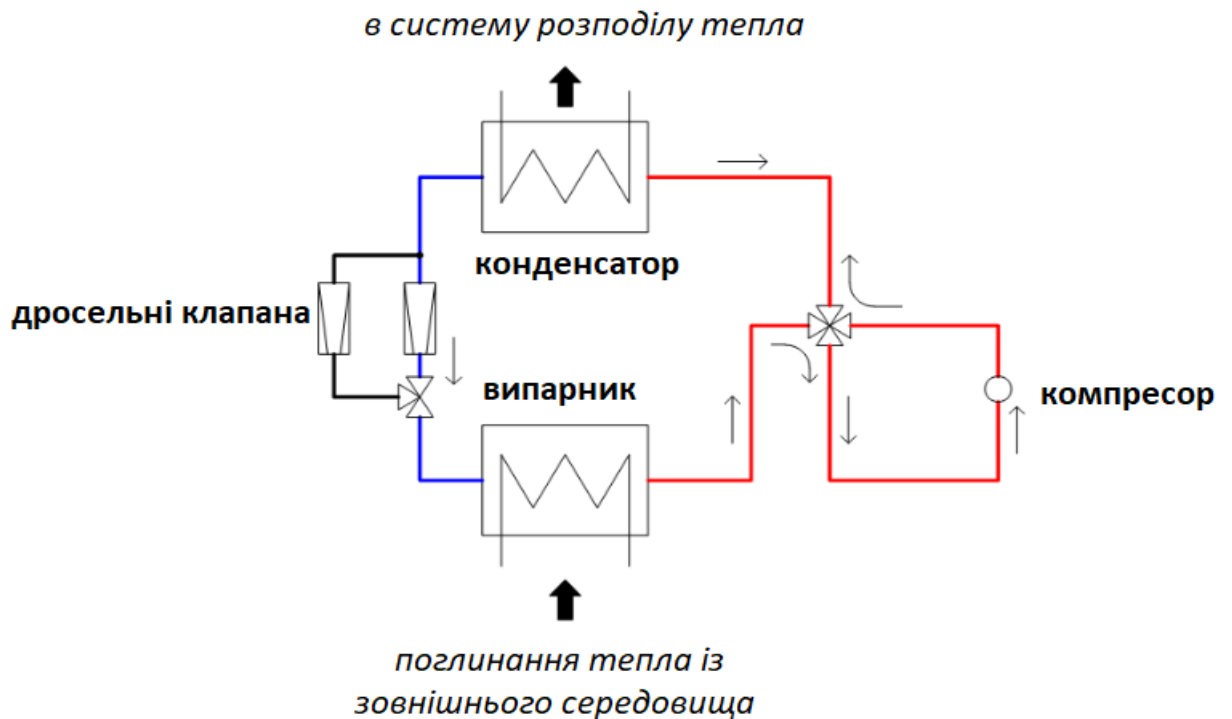 в систему розподілу тепла
конденсатор
дросельні клапана
випарник
компресор
поглинання тепла із
зовнішнього середовища